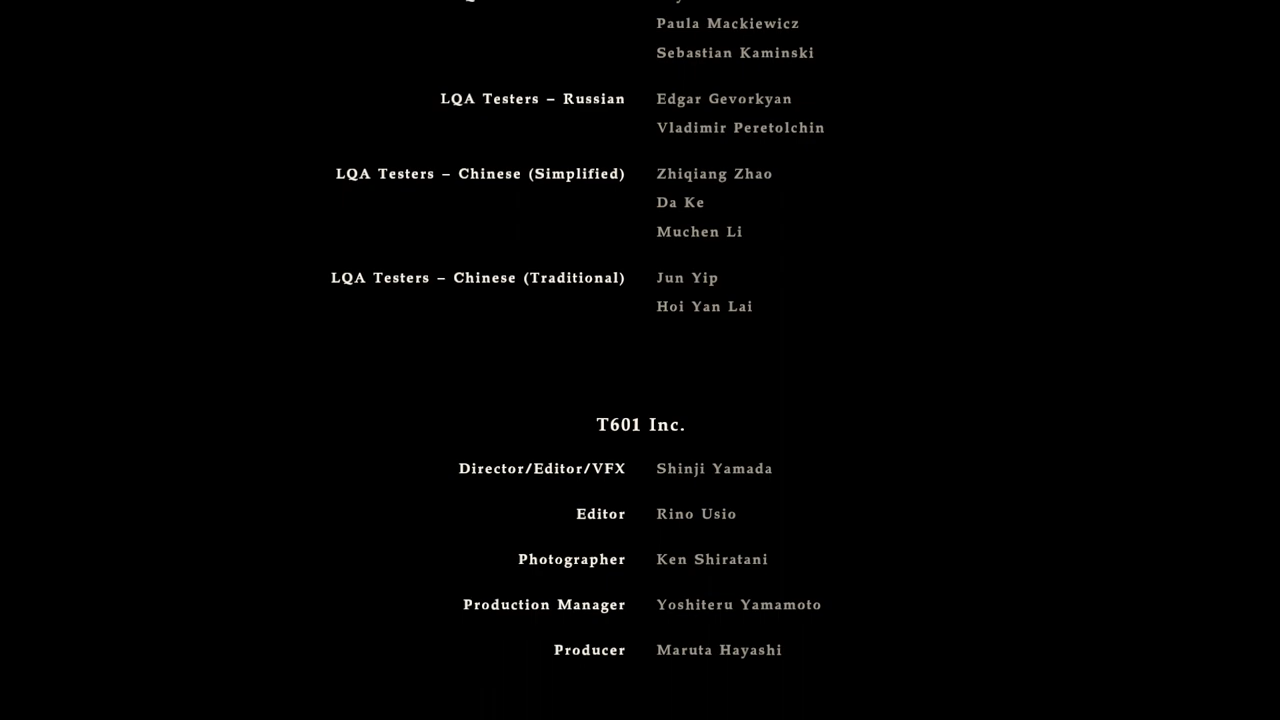 Paula Mackiewicz
Sebastian Kaminski
LQA Testers – Russian Edgar Gevorkyan
Vladimir Peretolchin
LQA Testers – Chinese (Simplified) Zhiqiang Zhao
Da Ke
Muchen Li
LQA Testers – Chinese (Traditional) Jun Yip
Hoi Yan Lai
T601 Inc.
Director/Editor/VFX Shinji Yamada
Editor Rino Usio
Photographer Ken Shiratani
Production Manager Yoshiteru Yamamoto
Producer Maruta Hayashi